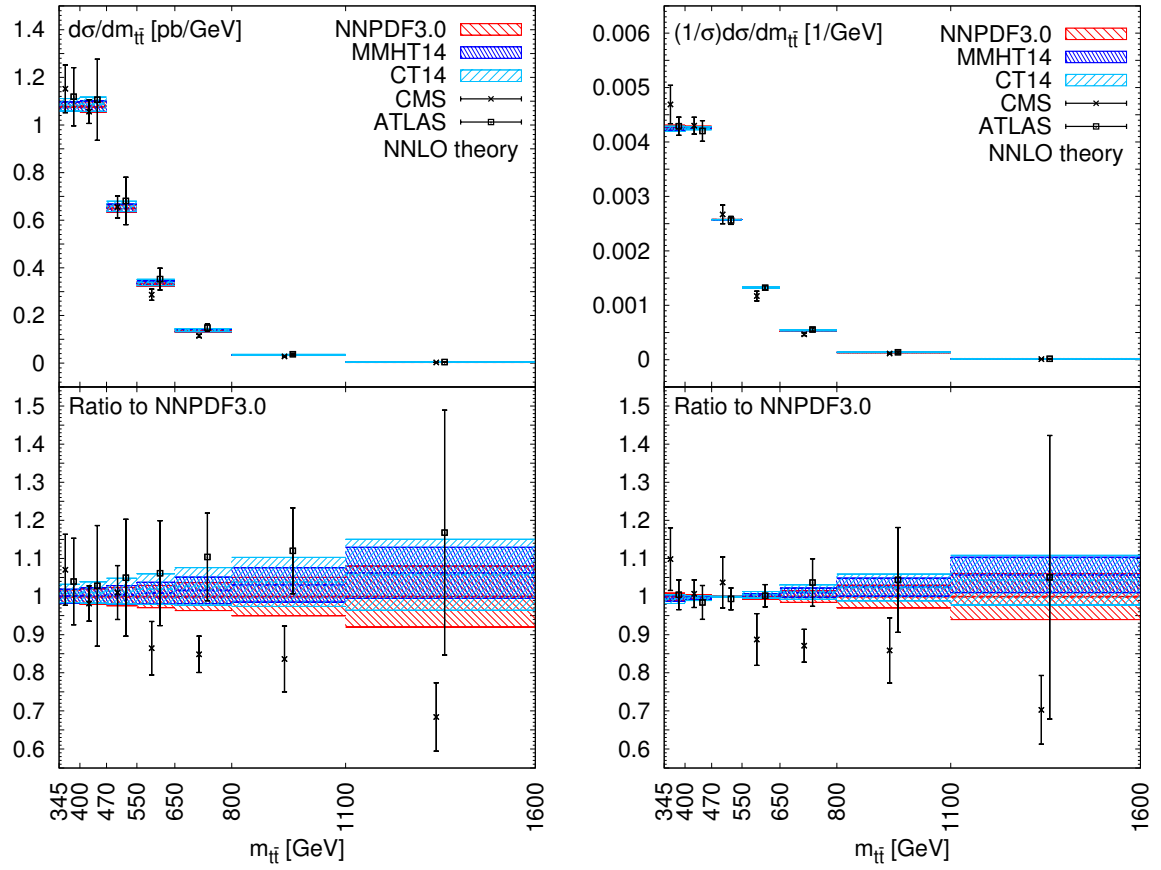 dσ/dm_tt̄ [pb/GeV]
NNPDF3.0
MMHT14
CT14
CMS
ATLAS
NNLO theory
1.4
1.2
1
0.8
0.6
0.4
0.2
0
Ratio to NNPDF3.0
1.5
1.4
1.3
1.2
1.1
1
0.9
0.8
0.7
0.6
345
400
470
550
650
800
1100
1600
m_tt̄ [GeV]
(1/σ)dσ/dm_tt̄ [1/GeV]
NNPDF3.0
MMHT14
CT14
CMS
ATLAS
NNLO theory
0.006
0.005
0.004
0.003
0.002
0.001
0
Ratio to NNPDF3.0
1.5
1.4
1.3
1.2
1.1
1
0.9
0.8
0.7
0.6
345
400
470
550
650
800
1100
1600
m_tt̄ [GeV]